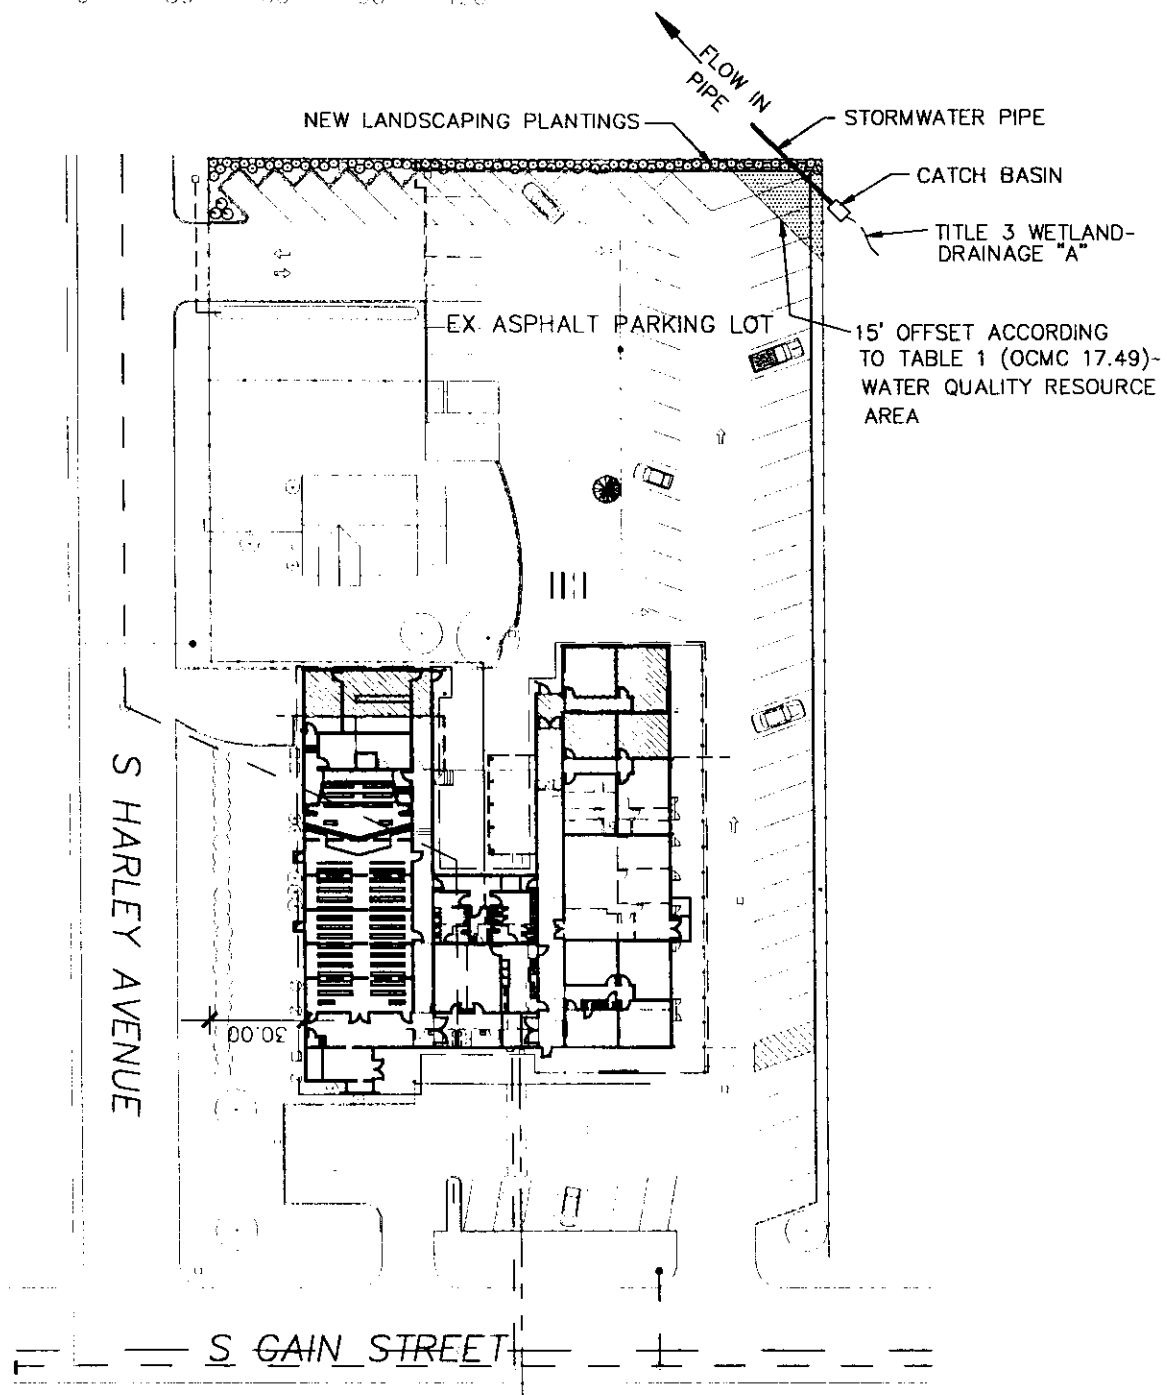 FLOW IN
PIPE
NEW LANDSCAPING PLANTINGS
STORMWATER PIPE
CATCH BASIN
TITLE 3 WETLAND-
DRAINAGE "A"
EX ASPHALT PARKING LOT
15' OFFSET ACCORDING
TO TABLE 1 (OCMC 17.49)-
WATER QUALITY RESOURCE
AREA
S HARLEY AVENUE
30.00
S GAIN STREET